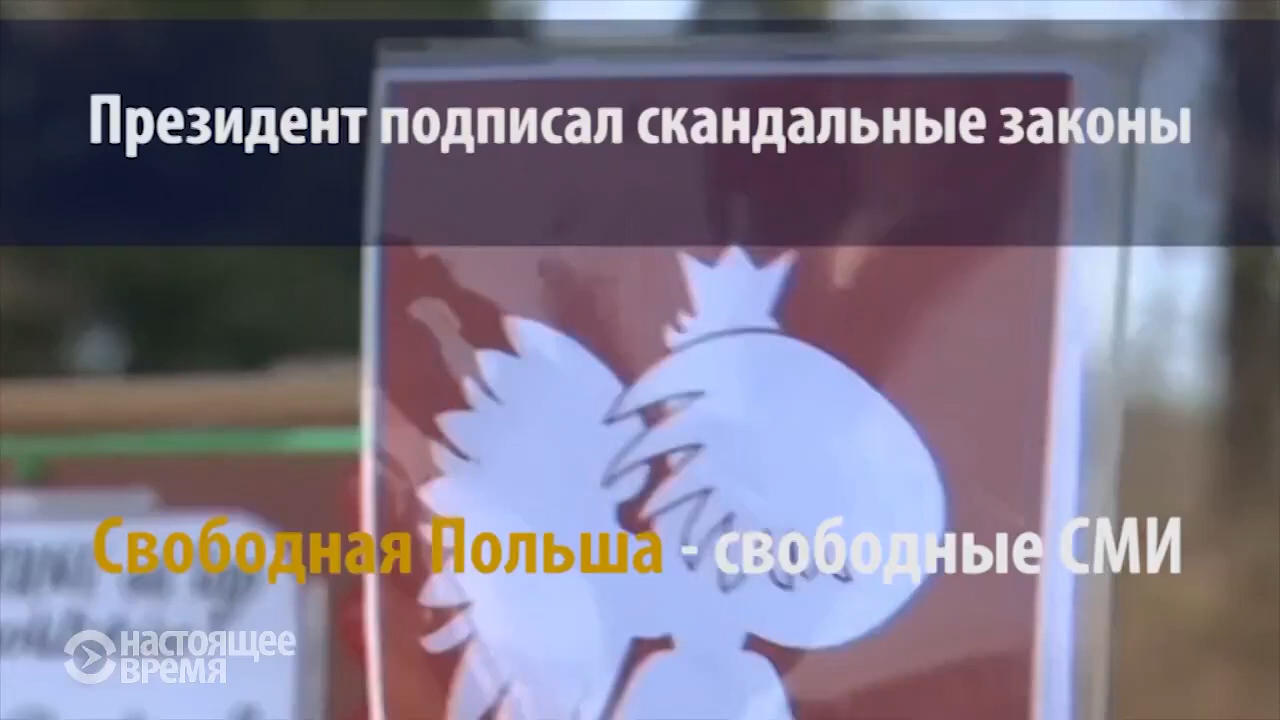 Президент подписал скандальные законы
Свободная Польша - свободные СМИ
НАСТОЯЩЕЕ
ВРЕМЯ